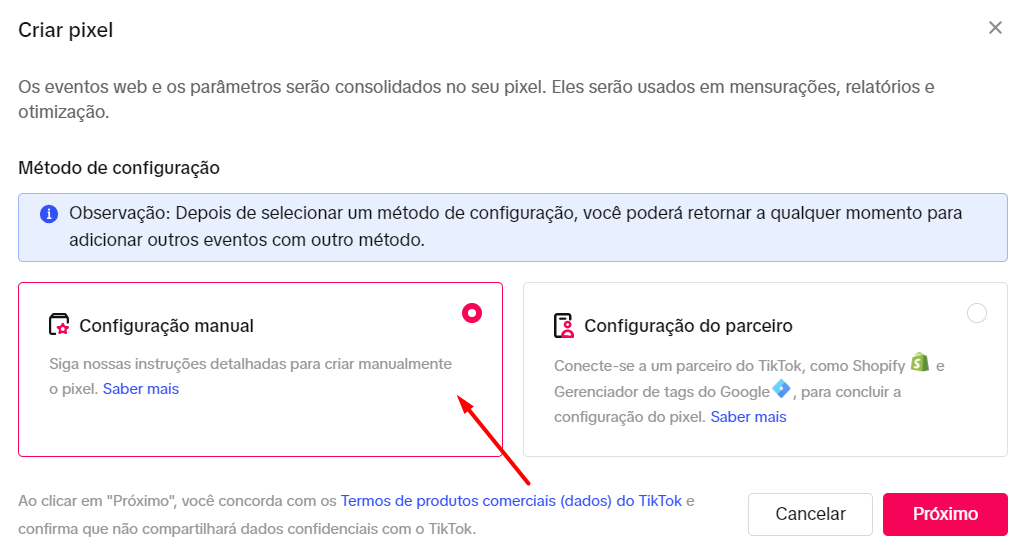 Criar pixel
Os eventos web e os parâmetros serão consolidados no seu pixel. Eles serão usados em mensurações, relatórios e
otimização.
Método de configuração
Observação: Depois de selecionar um método de configuração, você poderá retornar a qualquer momento para
adicionar outros eventos com outro método.
Configuração manual
Siga nossas instruções detalhadas para criar manualmente
o pixel. Saber mais
Configuração do parceiro
Conecte-se a um parceiro do TikTok, como Shopify e
Gerenciador de tags do Google, para concluir a
configuração do pixel. Saber mais
Ao clicar em "Próximo", você concorda com os Termos de produtos comerciais (dados) do TikTok e
confirma que não compartilhará dados confidenciais com o TikTok.
Cancelar
Próximo